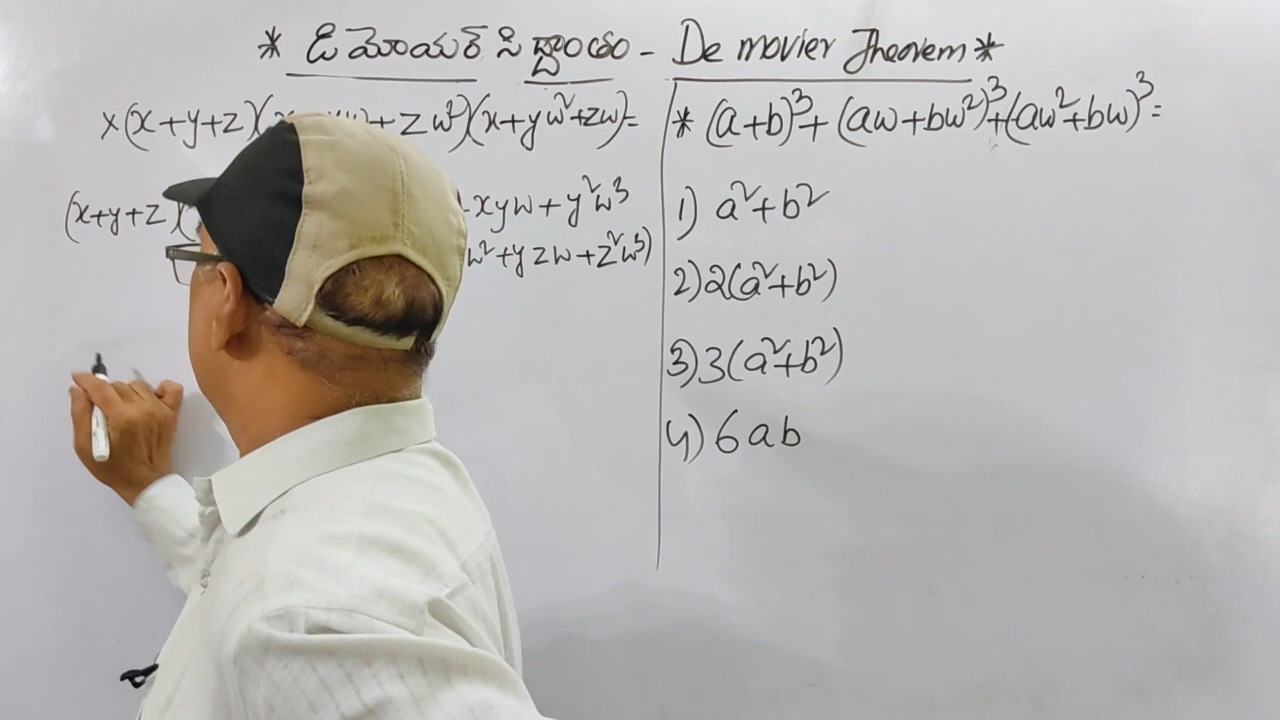 * డిమోయర్ సిద్ధాంతం - De movier Theorem *
×(x+y+z)( + zω²)(x+yω²+zω)=
(x+y+z)( xyω+y²ω³
ω²+yzω+z²ω³)
* (a+b)³+(aω+bω²)³+(aω²+bω)³=
1) a²+b²
2) 2(a²+b²)
3) 3(a²+b²)
4) 6ab